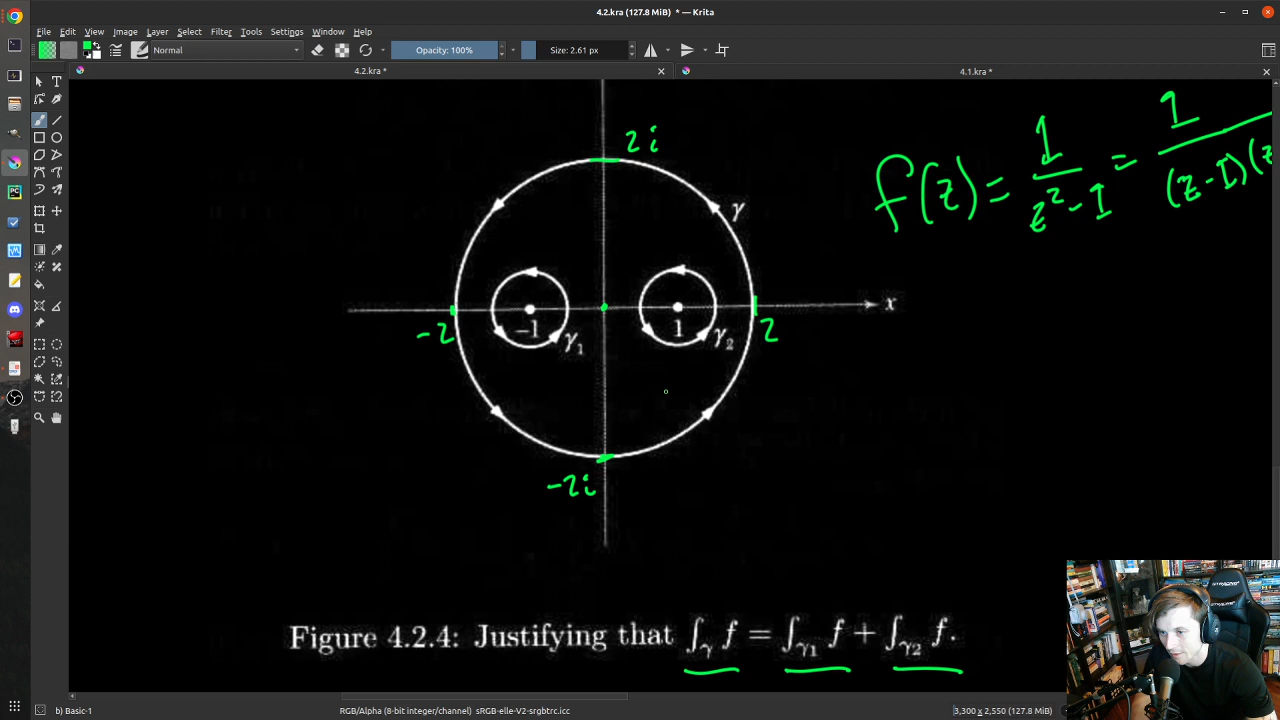 4.2.kra (127.8 MiB) * — Krita
File Edit View Image Layer Select Filter Tools Settings Window Help
Normal Opacity: 100% Size: 2.61 px
4.2.kra * 4.1.kra *
2i
γ
f(z) = 1/(z² - 1) = 1/(z-1)(z
x
-1
γ₁
1
γ₂
-2
2
-2i
Figure 4.2.4: Justifying that ∫γ f = ∫γ₁ f + ∫γ₂ f.
b) Basic-1 RGB/Alpha (8-bit integer/channel) sRGB-elle-V2-srgbtrc.icc 3,300 x 2,550 (127.8 MiB)